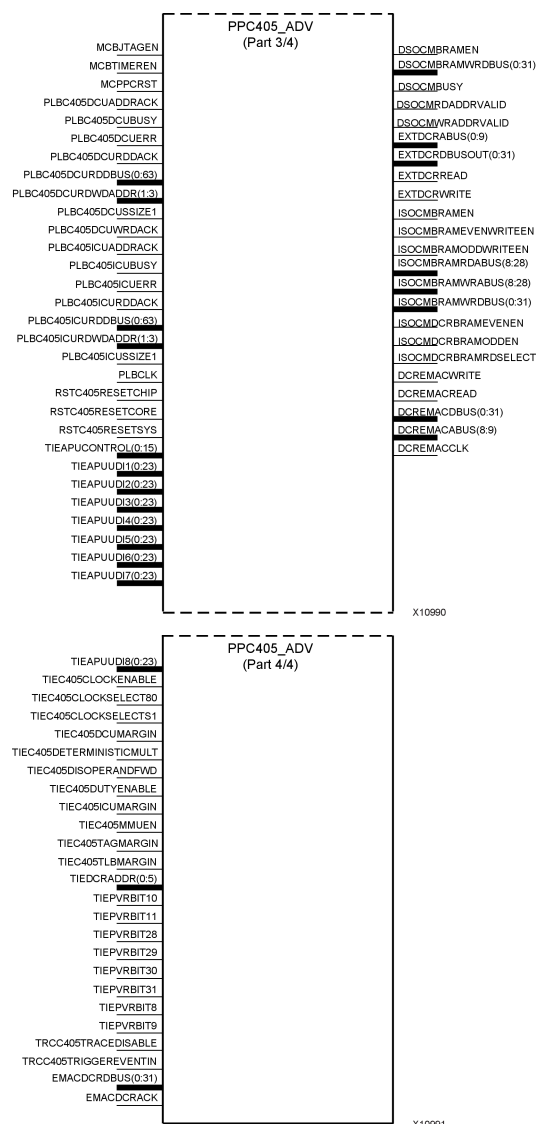 PPC405_ADV
(Part 3/4)
MCBJTAGEN
MCBTIMEREN
MCPPCRST
PLBC405DCUADDRACK
PLBC405DCUBUSY
PLBC405DCUERR
PLBC405DCURDDACK
PLBC405DCURDDBUS(0:63)
PLBC405DCURDWDADDR(1:3)
PLBC405DCUSSIZE1
PLBC405DCUWRDACK
PLBC405ICUADDRACK
PLBC405ICUBUSY
PLBC405ICUERR
PLBC405ICURDDACK
PLBC405ICURDDBUS(0:63)
PLBC405ICURDWDADDR(1:3)
PLBC405ICUSSIZE1
PLBCLK
RSTC405RESETCHIP
RSTC405RESETCORE
RSTC405RESETSYS
TIEAPUCONTROL(0:15)
TIEAPUUDI1(0:23)
TIEAPUUDI2(0:23)
TIEAPUUDI3(0:23)
TIEAPUUDI4(0:23)
TIEAPUUDI5(0:23)
TIEAPUUDI6(0:23)
TIEAPUUDI7(0:23)
DSOCMBRAMEN
DSOCMBRAMWRDBUS(0:31)
DSOCMBUSY
DSOCMRDADDRVALID
DSOCMWRADDRVALID
EXTDCRABUS(0:9)
EXTDCRDBUSOUT(0:31)
EXTDCRREAD
EXTDCRWRITE
ISOCMBRAMEN
ISOCMBRAMEVENWRITEEN
ISOCMBRAMODDWRITEEN
ISOCMBRAMRDABUS(8:28)
ISOCMBRAMWRABUS(8:28)
ISOCMBRAMWRDBUS(0:31)
ISOCMDCRBRAMEVENEN
ISOCMDCRBRAMODDEN
ISOCMDCRBRAMRDSELECT
DCREMACWRITE
DCREMACREAD
DCREMACDBUS(0:31)
DCREMACABUS(8:9)
DCREMACCLK
X10990
PPC405_ADV
(Part 4/4)
TIEAPUUDI8(0:23)
TIEC405CLOCKENABLE
TIEC405CLOCKSELECT80
TIEC405CLOCKSELECTS1
TIEC405DCUMARGIN
TIEC405DETERMINISTICMULT
TIEC405DISOPERANDFWD
TIEC405DUTYENABLE
TIEC405ICUMARGIN
TIEC405MMUEN
TIEC405TAGMARGIN
TIEC405TLBMARGIN
TIEDCRADDR(0:5)
TIEPVRBIT10
TIEPVRBIT11
TIEPVRBIT28
TIEPVRBIT29
TIEPVRBIT30
TIEPVRBIT31
TIEPVRBIT8
TIEPVRBIT9
TRCC405TRACEDISABLE
TRCC405TRIGGEREVENTIN
EMACDCRDBUS(0:31)
EMACDCRACK
X10991